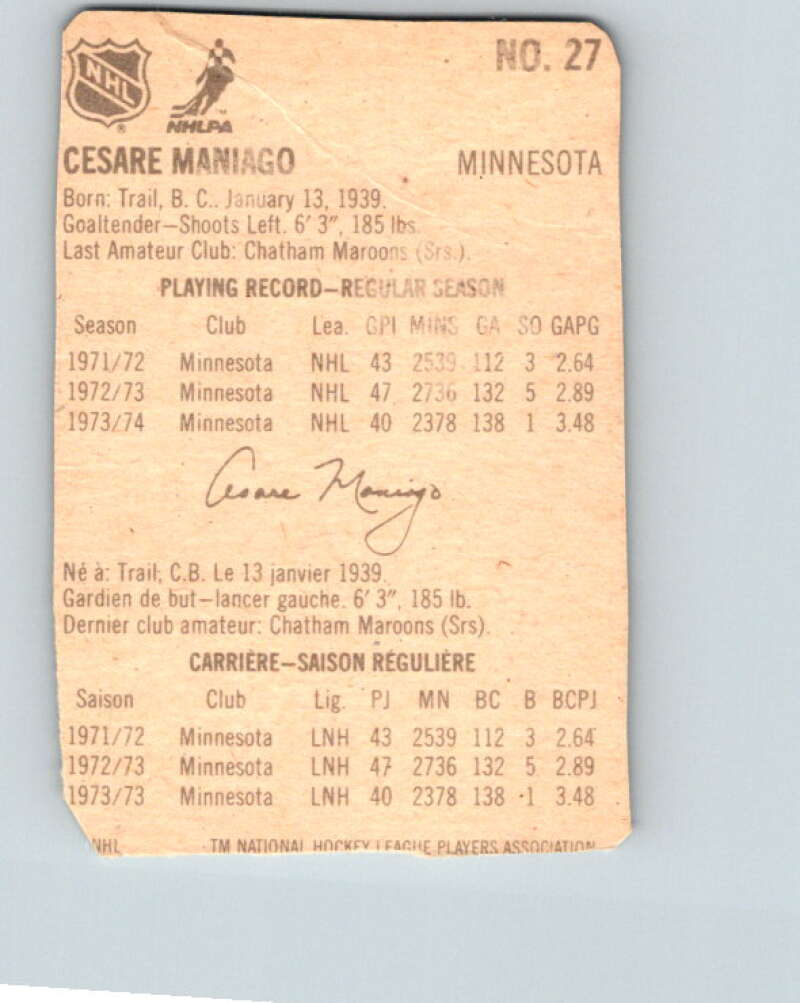 NHL
NHLPA
NO. 27
CESARE MANIAGO MINNESOTA
Born: Trail, B. C.. January 13, 1939.
Goaltender—Shoots Left. 6' 3", 185 lbs.
Last Amateur Club: Chatham Maroons (Srs.).
PLAYING RECORD—REGULAR SEASON
Season Club Lea. GPI MINS GA SO GAPG
1971/72 Minnesota NHL 43 2539 112 3 2.64
1972/73 Minnesota NHL 47 2736 132 5 2.89
1973/74 Minnesota NHL 40 2378 138 1 3.48
Cesare Maniago
Né à: Trail, C.B. Le 13 janvier 1939.
Gardien de but—lancer gauche. 6' 3", 185 lb.
Dernier club amateur: Chatham Maroons (Srs).
CARRIÈRE—SAISON RÉGULIÈRE
Saison Club Lig. PJ MN BC B BCPJ
1971/72 Minnesota LNH 43 2539 112 3 2.64
1972/73 Minnesota LNH 47 2736 132 5 2.89
1973/73 Minnesota LNH 40 2378 138 1 3.48
NHL TM NATIONAL HOCKEY LEAGUE PLAYERS ASSOCIATION